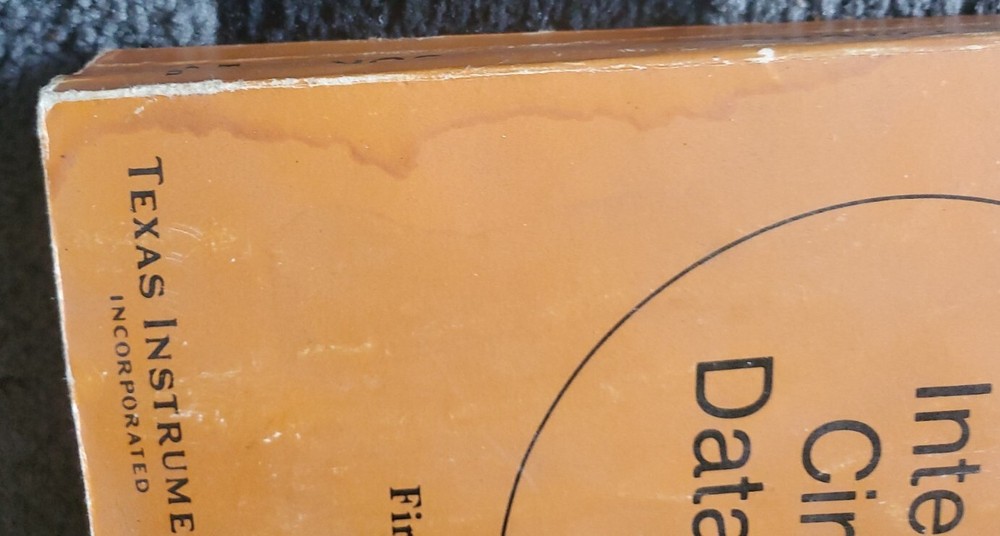 Inte
Cir
Data
Fir
TEXAS INSTRUME
INCORPORATED